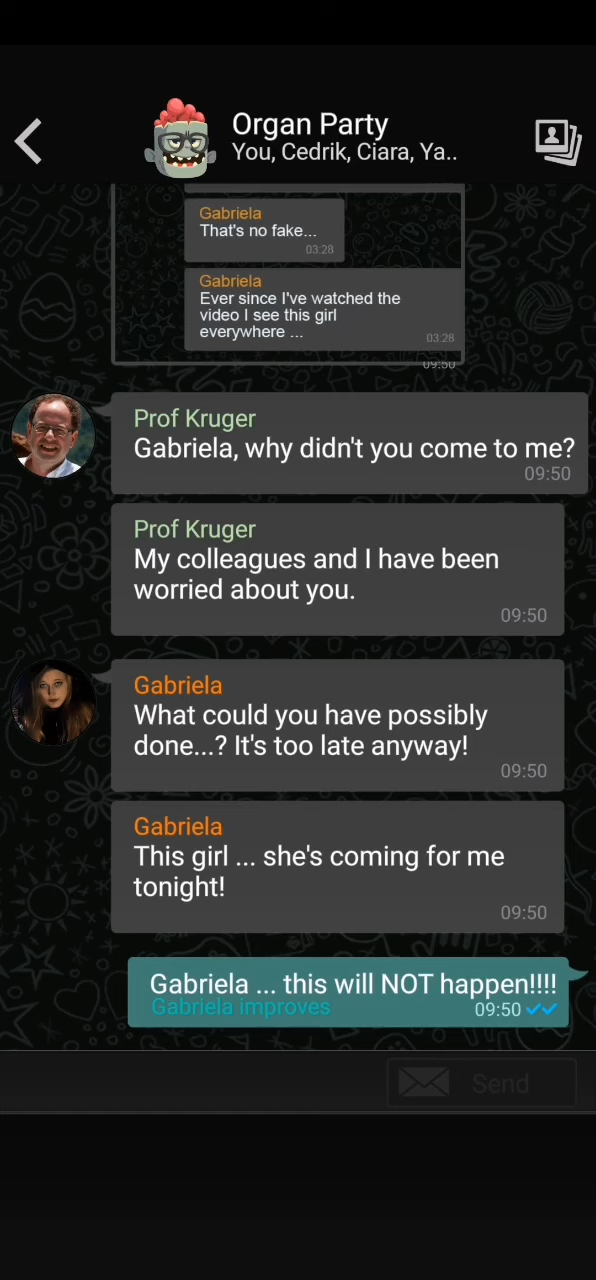 Organ Party
You, Cedrik, Ciara, Ya..
Gabriela
That's no fake...
03:28
Gabriela
Ever since I've watched the
video I see this girl
everywhere ...
03:28
09:50
Prof Kruger
Gabriela, why didn't you come to me?
09:50
Prof Kruger
My colleagues and I have been
worried about you.
09:50
Gabriela
What could you have possibly
done...? It's too late anyway!
09:50
Gabriela
This girl ... she's coming for me
tonight!
09:50
Gabriela ... this will NOT happen!!!!
Gabriela improves
09:50
Send